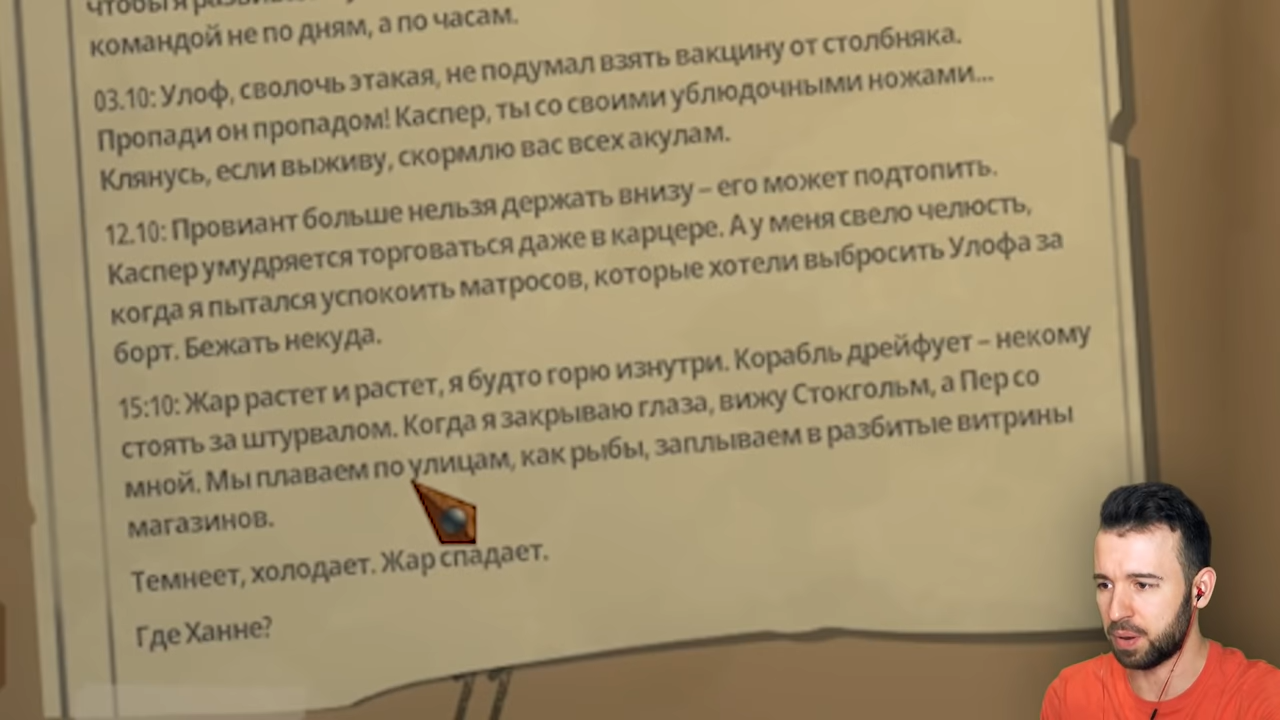 чтобы я
командой не по дням, а по часам.
03.10: Улоф, сволочь этакая, не подумал взять вакцину от столбняка.
Пропади он пропадом! Каспер, ты со своими ублюдочными ножами...
Клянусь, если выживу, скормлю вас всех акулам.
12.10: Провиант больше нельзя держать внизу – его может подтопить.
Каспер умудряется торговаться даже в карцере. А у меня свело челюсть,
когда я пытался успокоить матросов, которые хотели выбросить Улофа за
борт. Бежать некуда.
15:10: Жар растет и растет, я будто горю изнутри. Корабль дрейфует – некому
стоять за штурвалом. Когда я закрываю глаза, вижу Стокгольм, а Пер со
мной. Мы плаваем по улицам, как рыбы, заплываем в разбитые витрины
магазинов.
Темнеет, холодает. Жар спадает.
Где Ханне?